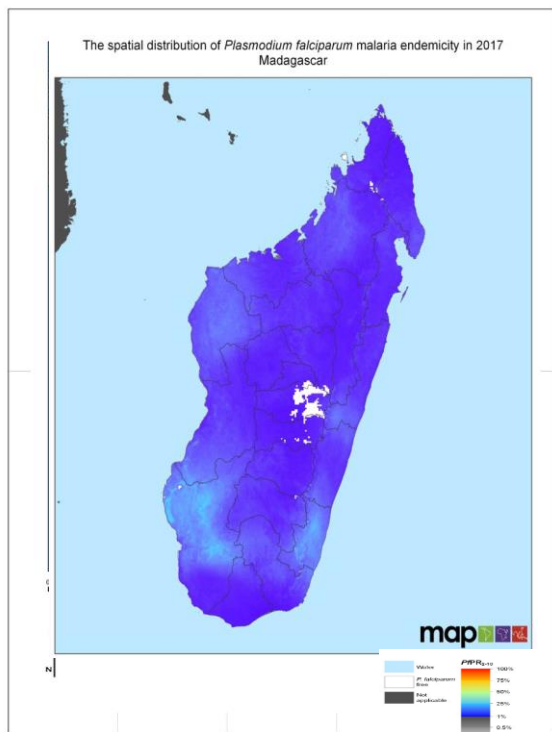 The spatial distribution of Plasmodium falciparum malaria endemicity in 2017
Madagascar
map
Water
P. falciparum
free
Not
applicable
PfPR2-10
100%
75%
50%
25%
1%
0.5%
N